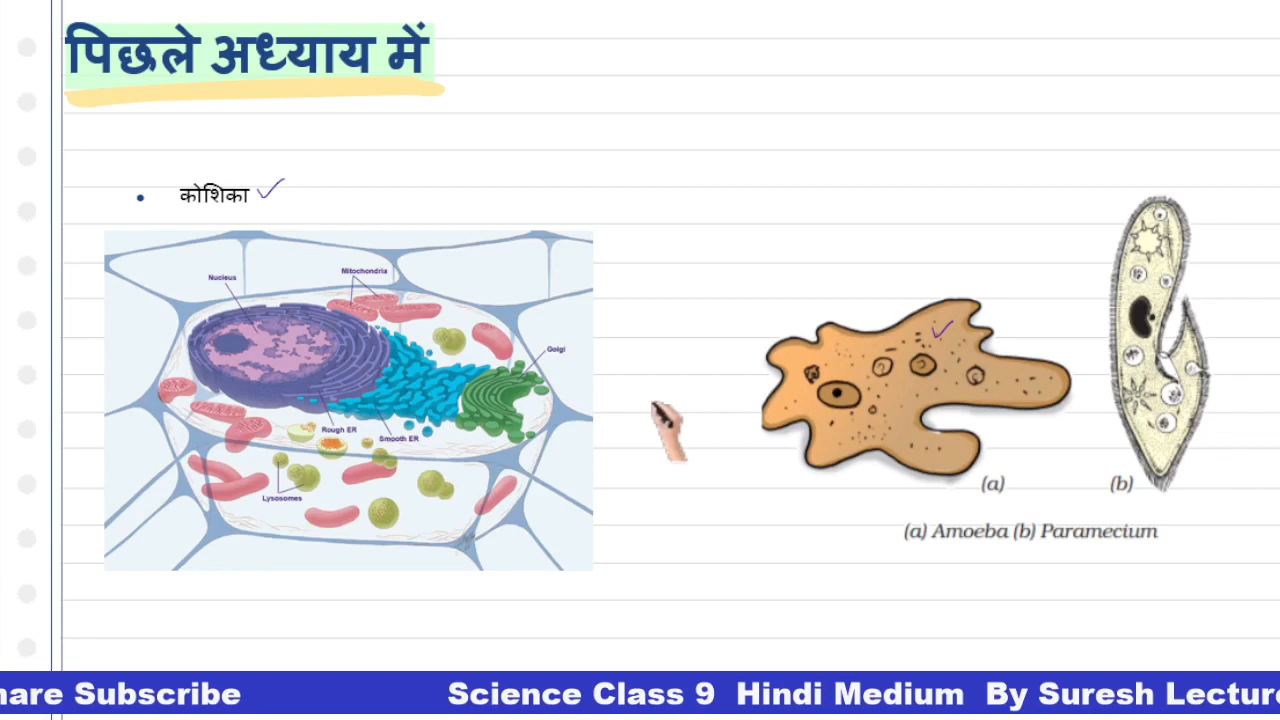 पिछले अध्याय में
• कोशिका
Nucleus
Mitochondria
Golgi
Rough ER
Smooth ER
Lysosomes
(a)
(b)
(a) Amoeba (b) Paramecium
hare Subscribe Science Class 9 Hindi Medium By Suresh Lecture